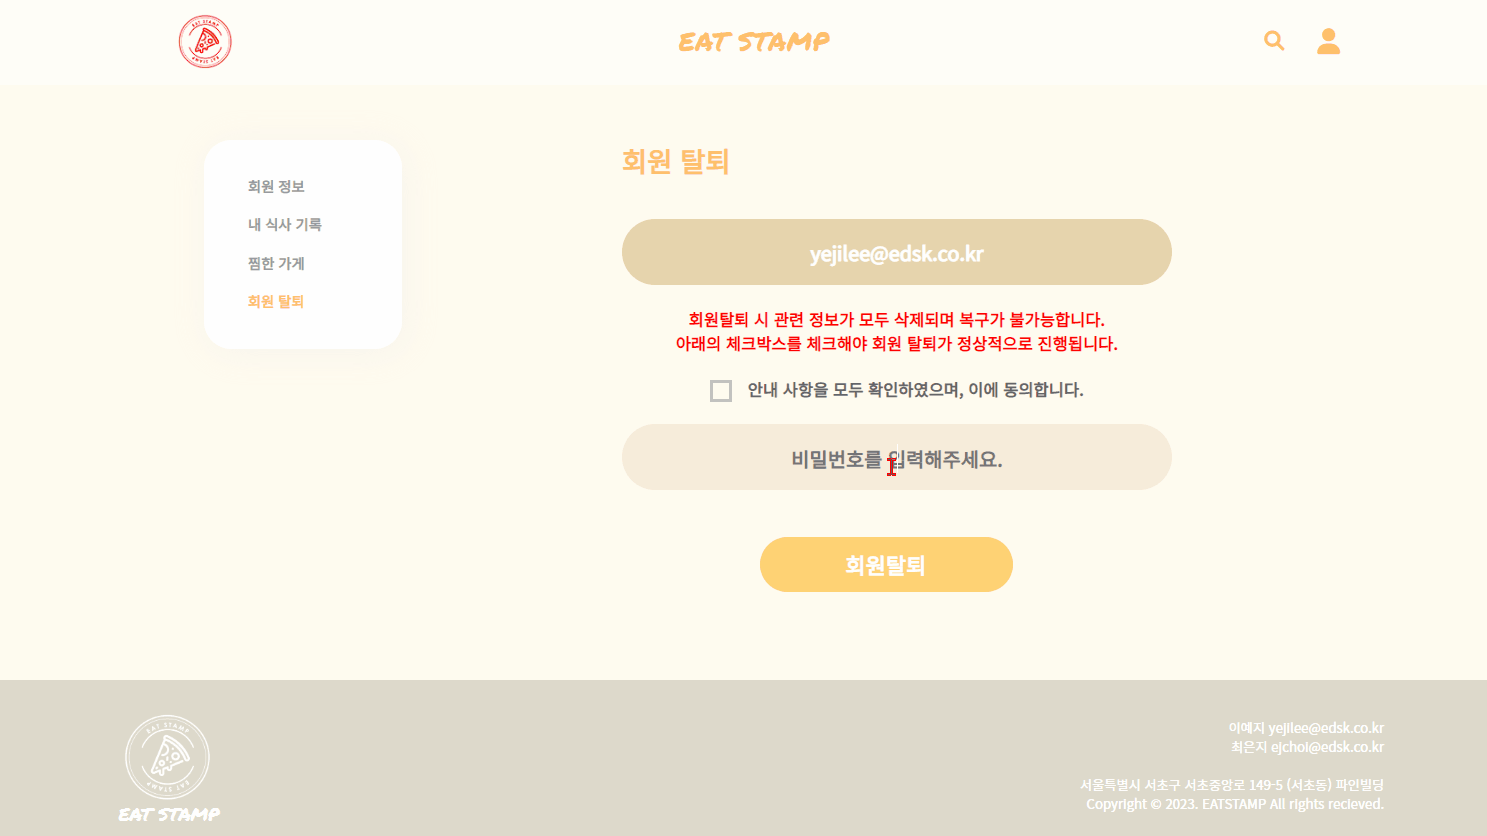 EAT STAMP
EAT STAMP
EAT STAMP
회원 정보
내 식사 기록
찜한 가게
회원 탈퇴
회원 탈퇴
yejilee@edsk.co.kr
회원탈퇴 시 관련 정보가 모두 삭제되며 복구가 불가능합니다.
아래의 체크박스를 체크해야 회원 탈퇴가 정상적으로 진행됩니다.
안내 사항을 모두 확인하였으며, 이에 동의합니다.
비밀번호를 입력해주세요.
회원탈퇴
EAT STAMP
EAT STAMP
EAT STAMP
이예지 yejilee@edsk.co.kr
최은지 ejchoi@edsk.co.kr
서울특별시 서초구 서초중앙로 149-5 (서초동) 파인빌딩
Copyright © 2023. EATSTAMP All rights recieved.